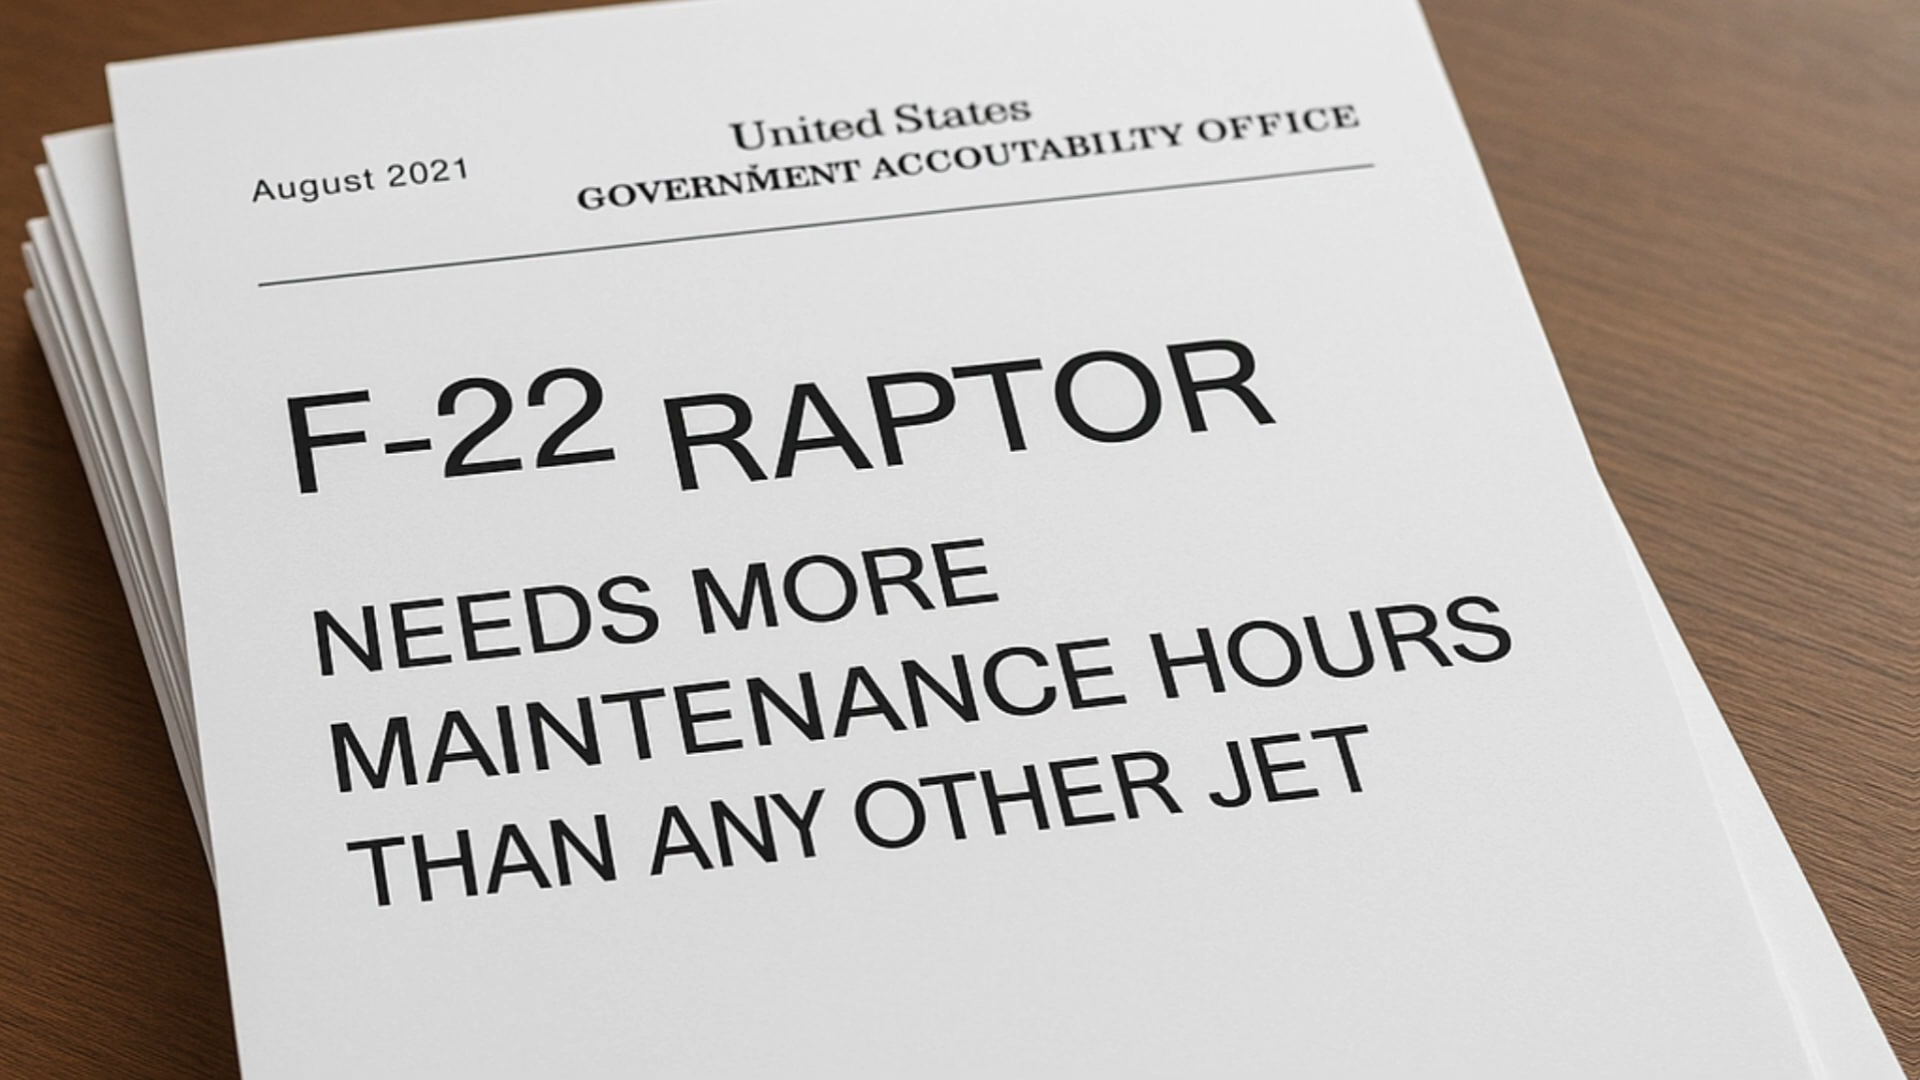 August 2021
United States
GOVERNMENT ACCOUTABILTY OFFICE
F-22 RAPTOR
NEEDS MORE
MAINTENANCE HOURS
THAN ANY OTHER JET